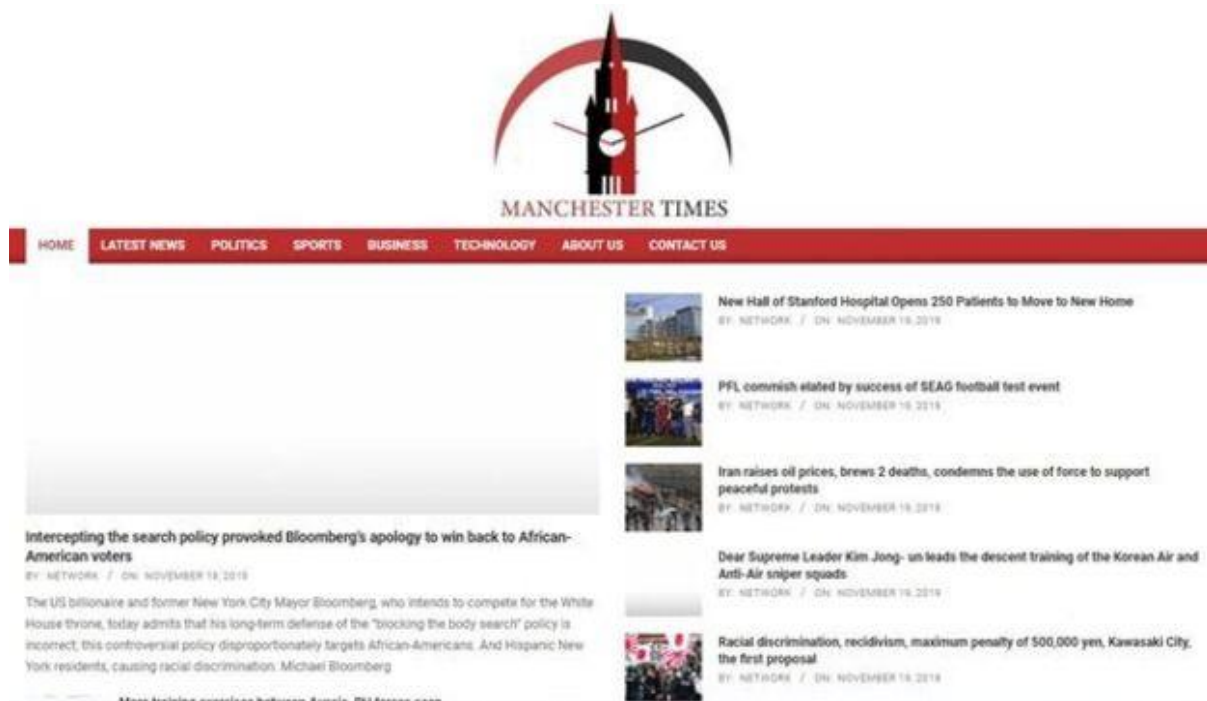 MANCHESTER TIMES
HOME LATEST NEWS POLITICS SPORTS BUSINESS TECHNOLOGY ABOUT US CONTACT US
Intercepting the search policy provoked Bloomberg's apology to win back to African-
American voters
BY: NETWORK / ON: NOVEMBER 19, 2019
The US billionaire and former New York City Mayor Bloomberg, who intends to compete for the White
House throne, today admits that his long-term defense of the "blocking the body search" policy is
incorrect, this controversial policy disproportionately targets African-Americans. And Hispanic New
York residents, causing racial discrimination. Michael Bloomberg
New Hall of Stanford Hospital Opens 250 Patients to Move to New Home
BY: NETWORK / ON: NOVEMBER 19, 2019
PFL commish elated by success of SEAG football test event
BY: NETWORK / ON: NOVEMBER 19, 2019
Iran raises oil prices, brews 2 deaths, condemns the use of force to support
peaceful protests
BY: NETWORK / ON: NOVEMBER 19, 2019
Dear Supreme Leader Kim Jong- un leads the descent training of the Korean Air and
Anti-Air sniper squads
BY: NETWORK / ON: NOVEMBER 19, 2019
Racial discrimination, recidivism, maximum penalty of 500,000 yen, Kawasaki City,
the first proposal
BY: NETWORK / ON: NOVEMBER 19, 2019